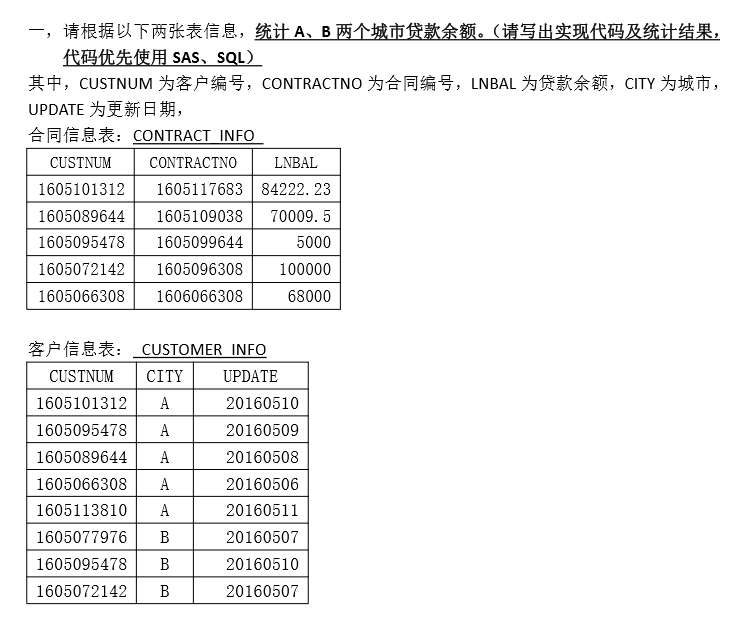 一，请根据以下两张表信息，统计 A、B 两个城市贷款余额。（请写出实现代码及统计结果，
代码优先使用 SAS、SQL）
其中，CUSTNUM 为客户编号，CONTRACTNO 为合同编号，LNBAL 为贷款余额，CITY 为城市，
UPDATE 为更新日期，
合同信息表：CONTRACT_INFO
CUSTNUM CONTRACTNO LNBAL
1605101312 1605117683 84222.23
1605089644 1605109038 70009.5
1605095478 1605099644 5000
1605072142 1605096308 100000
1605066308 1606066308 68000
客户信息表： CUSTOMER_INFO
CUSTNUM CITY UPDATE
1605101312 A 20160510
1605095478 A 20160509
1605089644 A 20160508
1605066308 A 20160506
1605113810 A 20160511
1605077976 B 20160507
1605095478 B 20160510
1605072142 B 20160507